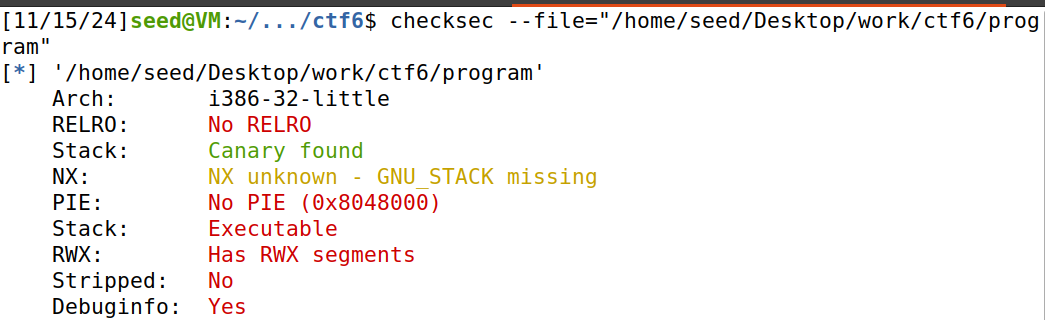 [11/15/24]seed@VM:~/.../ctf6$ checksec --file="/home/seed/Desktop/work/ctf6/prog
ram"
[*] '/home/seed/Desktop/work/ctf6/program'
    Arch:       i386-32-little
    RELRO:      No RELRO
    Stack:      Canary found
    NX:         NX unknown - GNU_STACK missing
    PIE:        No PIE (0x8048000)
    Stack:      Executable
    RWX:        Has RWX segments
    Stripped:   No
    Debuginfo:  Yes